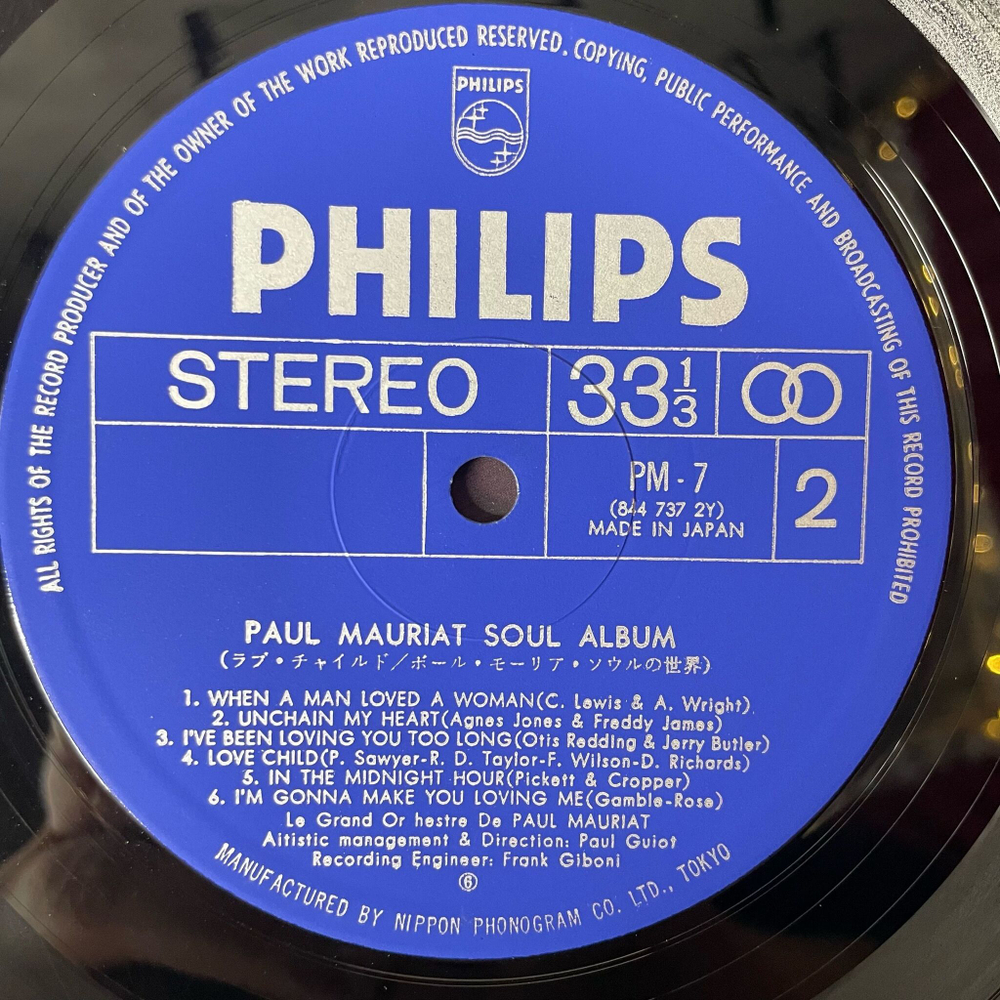 ALL RIGHTS OF THE RECORD PRODUCER AND OF THE OWNER OF THE WORK REPRODUCED RESERVED. COPYING, PUBLIC PERFORMANCE AND BROADCASTING OF THIS RECORD PROHIBITED
PHILIPS
PHILIPS
STEREO 33 1/3
PM - 7
(844 737 2Y)
MADE IN JAPAN
2
PAUL MAURIAT SOUL ALBUM
(ラブ・チャイルド/ポール・モーリア・ソウルの世界)
1. WHEN A MAN LOVED A WOMAN(C. Lewis & A. Wright)
2. UNCHAIN MY HEART(Agnes Jones & Freddy James)
3. I'VE BEEN LOVING YOU TOO LONG(Otis Redding & Jerry Butler)
4. LOVE CHILD(P. Sawyer-R. D. Taylor-F. Wilson-D. Richards)
5. IN THE MIDNIGHT HOUR(Pickett & Cropper)
6. I'M GONNA MAKE YOU LOVING ME(Gamble-Rose)
Le Grand Or hestre De PAUL MAURIAT
Aitistic management & Direction: Paul Guiot
Recording Engineer: Frank Giboni
⑥
MANUFACTURED BY NIPPON PHONOGRAM CO. LTD., TOKYO